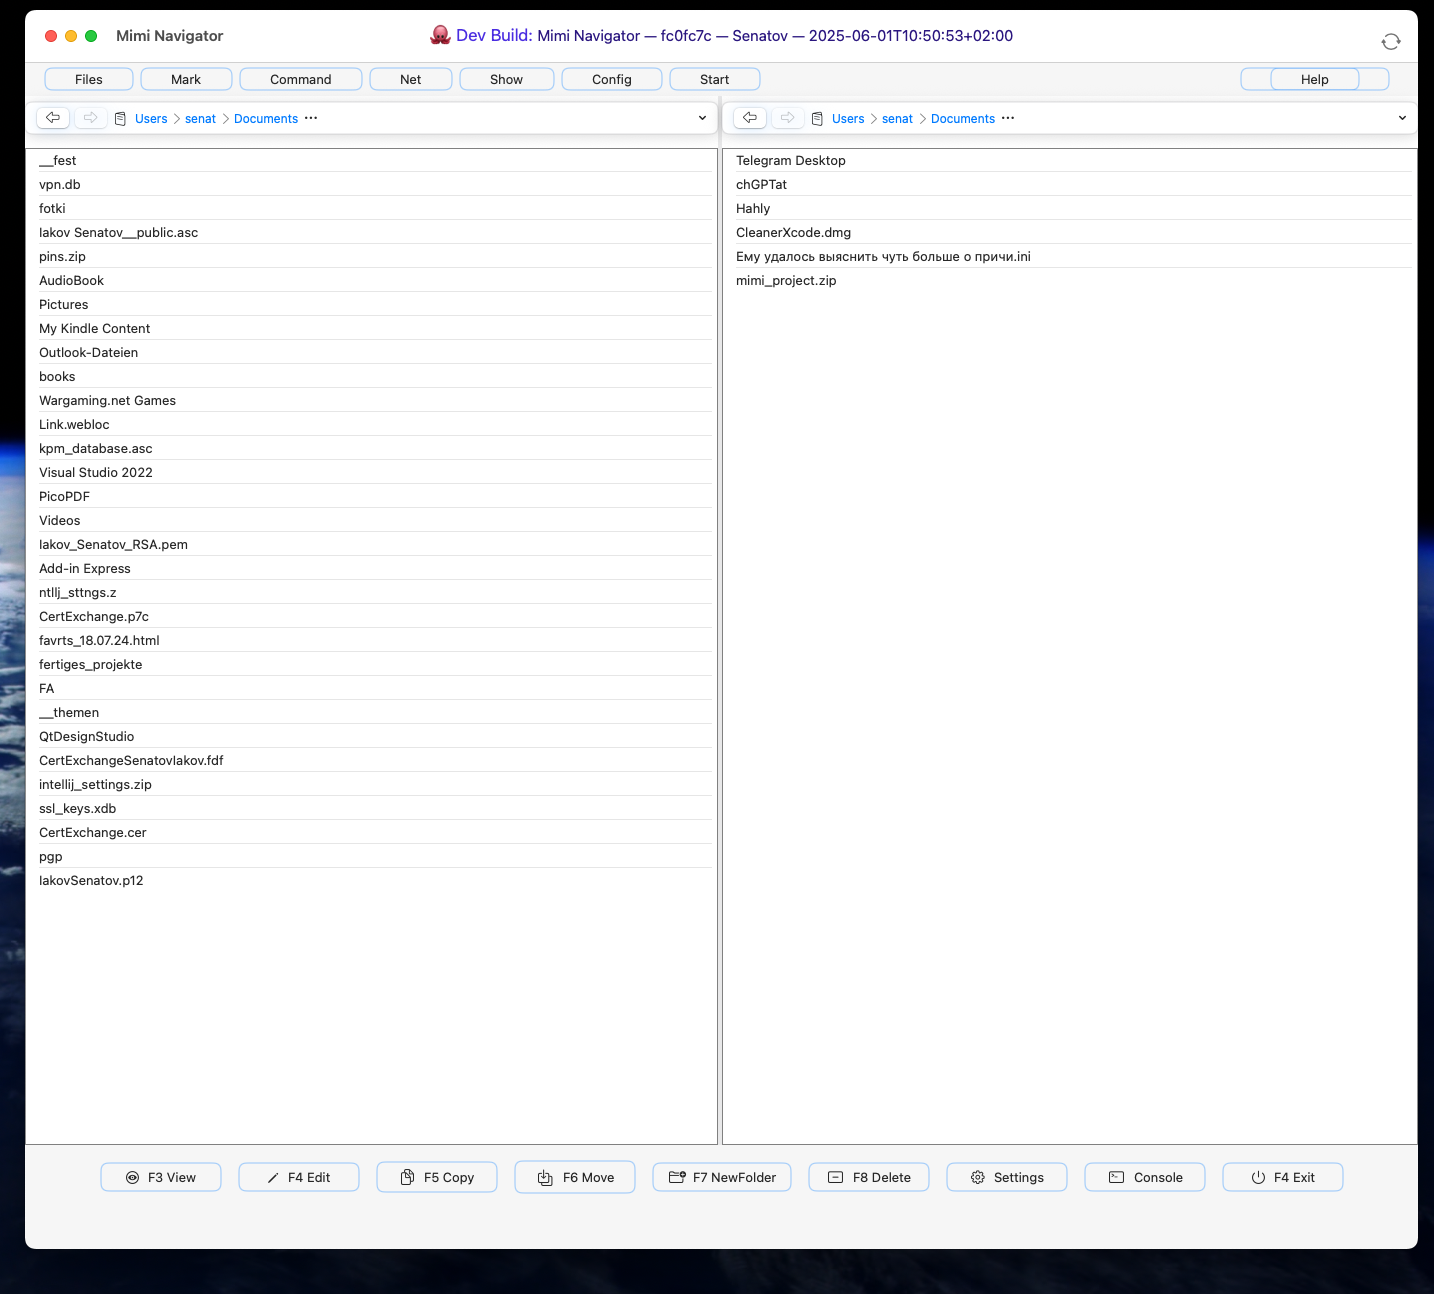 Mimi Navigator
Dev Build: Mimi Navigator — fc0fc7c — Senatov — 2025-06-01T10:50:53+02:00
Files Mark Command Net Show Config Start Help
Users senat Documents ···
Users senat Documents ···
__fest
vpn.db
fotki
Iakov Senatov__public.asc
pins.zip
AudioBook
Pictures
My Kindle Content
Outlook-Dateien
books
Wargaming.net Games
Link.webloc
kpm_database.asc
Visual Studio 2022
PicoPDF
Videos
Iakov_Senatov_RSA.pem
Add-in Express
ntllj_sttngs.z
CertExchange.p7c
favrts_18.07.24.html
fertiges_projekte
FA
__themen
QtDesignStudio
CertExchangeSenatovIakov.fdf
intellij_settings.zip
ssl_keys.xdb
CertExchange.cer
pgp
IakovSenatov.p12
Telegram Desktop
chGPTat
Hahly
CleanerXcode.dmg
Ему удалось выяснить чуть больше о причи.ini
mimi_project.zip
F3 View F4 Edit F5 Copy F6 Move F7 NewFolder F8 Delete Settings Console F4 Exit